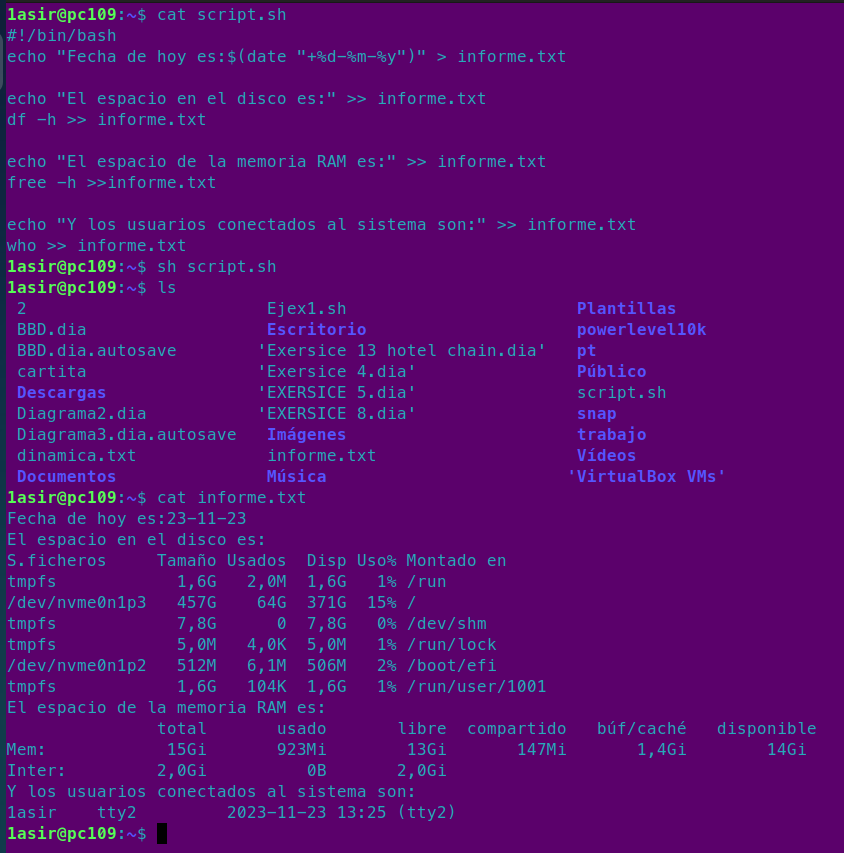 1asir@pc109:~$ cat script.sh
#!/bin/bash
echo "Fecha de hoy es:$(date "+%d-%m-%y")" > informe.txt

echo "El espacio en el disco es:" >> informe.txt
df -h >> informe.txt

echo "El espacio de la memoria RAM es:" >> informe.txt
free -h >>informe.txt

echo "Y los usuarios conectados al sistema son:" >> informe.txt
who >> informe.txt
1asir@pc109:~$ sh script.sh
1asir@pc109:~$ ls
 2                        Ejex1.sh                       Plantillas
 BBD.dia                  Escritorio                     powerlevel10k
 BBD.dia.autosave        'Exersice 13 hotel chain.dia'   pt
 cartita                 'Exersice 4.dia'                Público
 Descargas               'EXERSICE 5.dia'                script.sh
 Diagrama2.dia           'EXERSICE 8.dia'                snap
 Diagrama3.dia.autosave   Imágenes                       trabajo
 dinamica.txt             informe.txt                    Vídeos
 Documentos               Música                        'VirtualBox VMs'
1asir@pc109:~$ cat informe.txt
Fecha de hoy es:23-11-23
El espacio en el disco es:
S.ficheros     Tamaño Usados  Disp Uso% Montado en
tmpfs            1,6G   2,0M  1,6G   1% /run
/dev/nvme0n1p3   457G    64G  371G  15% /
tmpfs            7,8G      0  7,8G   0% /dev/shm
tmpfs            5,0M   4,0K  5,0M   1% /run/lock
/dev/nvme0n1p2   512M   6,1M  506M   2% /boot/efi
tmpfs            1,6G   104K  1,6G   1% /run/user/1001
El espacio de la memoria RAM es:
               total       usado       libre  compartido   búf/caché   disponible
Mem:            15Gi       923Mi        13Gi       147Mi       1,4Gi        14Gi
Inter:         2,0Gi          0B       2,0Gi
Y los usuarios conectados al sistema son:
1asir    tty2         2023-11-23 13:25 (tty2)
1asir@pc109:~$